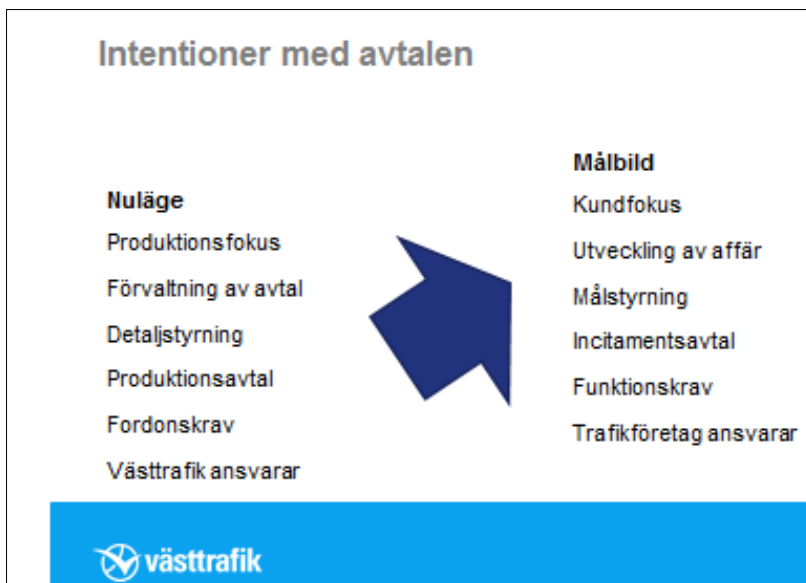 Intentioner med avtalen
Nuläge
Produktionsfokus
Förvaltning av avtal
Detaljstyrning
Produktionsavtal
Fordonskrav
Västtrafik ansvarar
Målbild
Kundfokus
Utveckling av affär
Målstyrning
Incitamentsavtal
Funktionskrav
Trafikföretag ansvarar
västtrafik